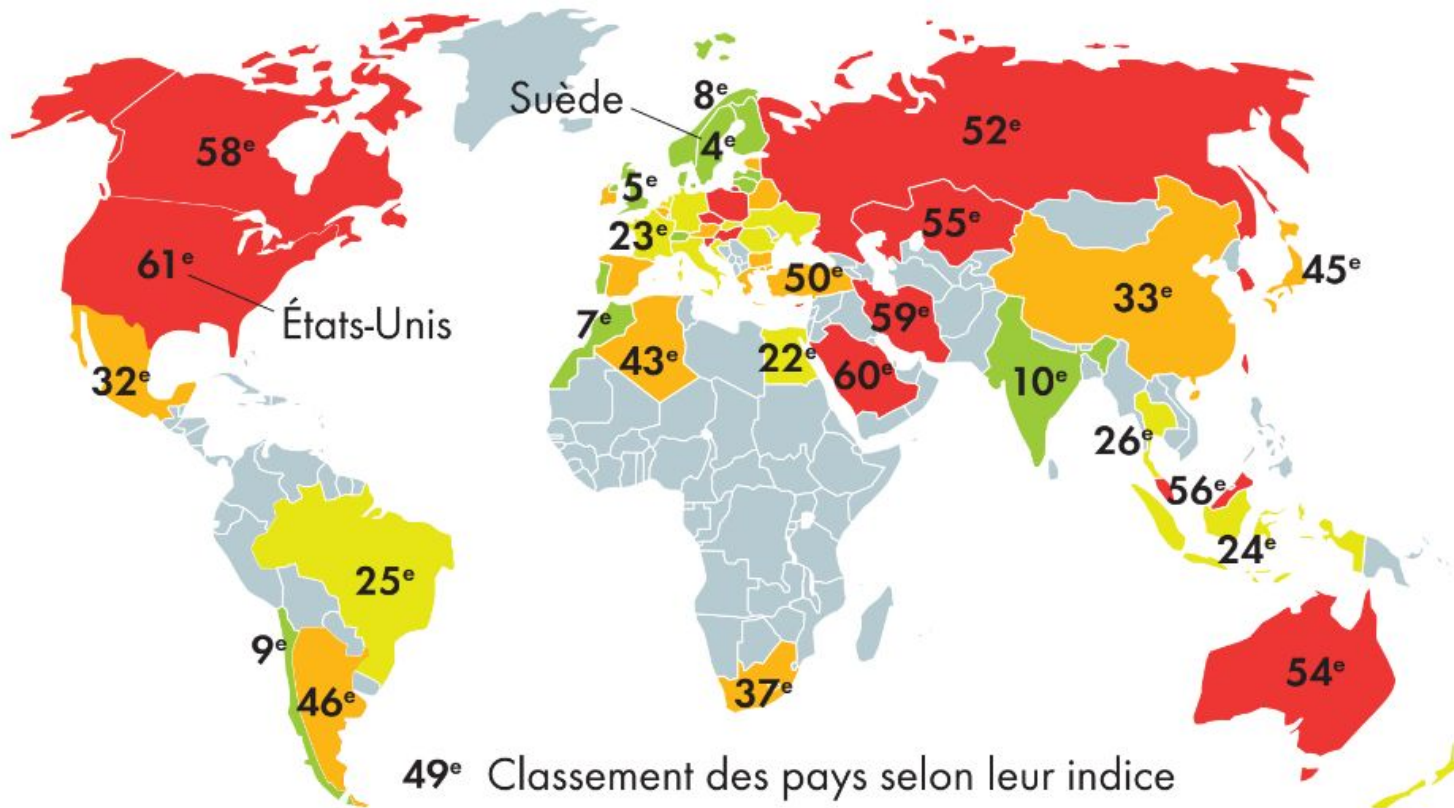 Suède
8ᵉ
4ᵉ
52ᵉ
58ᵉ
5ᵉ
23ᵉ
55ᵉ
61ᵉ
États-Unis
50ᵉ
45ᵉ
33ᵉ
7ᵉ
59ᵉ
43ᵉ
22ᵉ
60ᵉ
32ᵉ
10ᵉ
26ᵉ
56ᵉ
24ᵉ
25ᵉ
9ᵉ
46ᵉ
37ᵉ
54ᵉ
49ᵉ Classement des pays selon leur indice